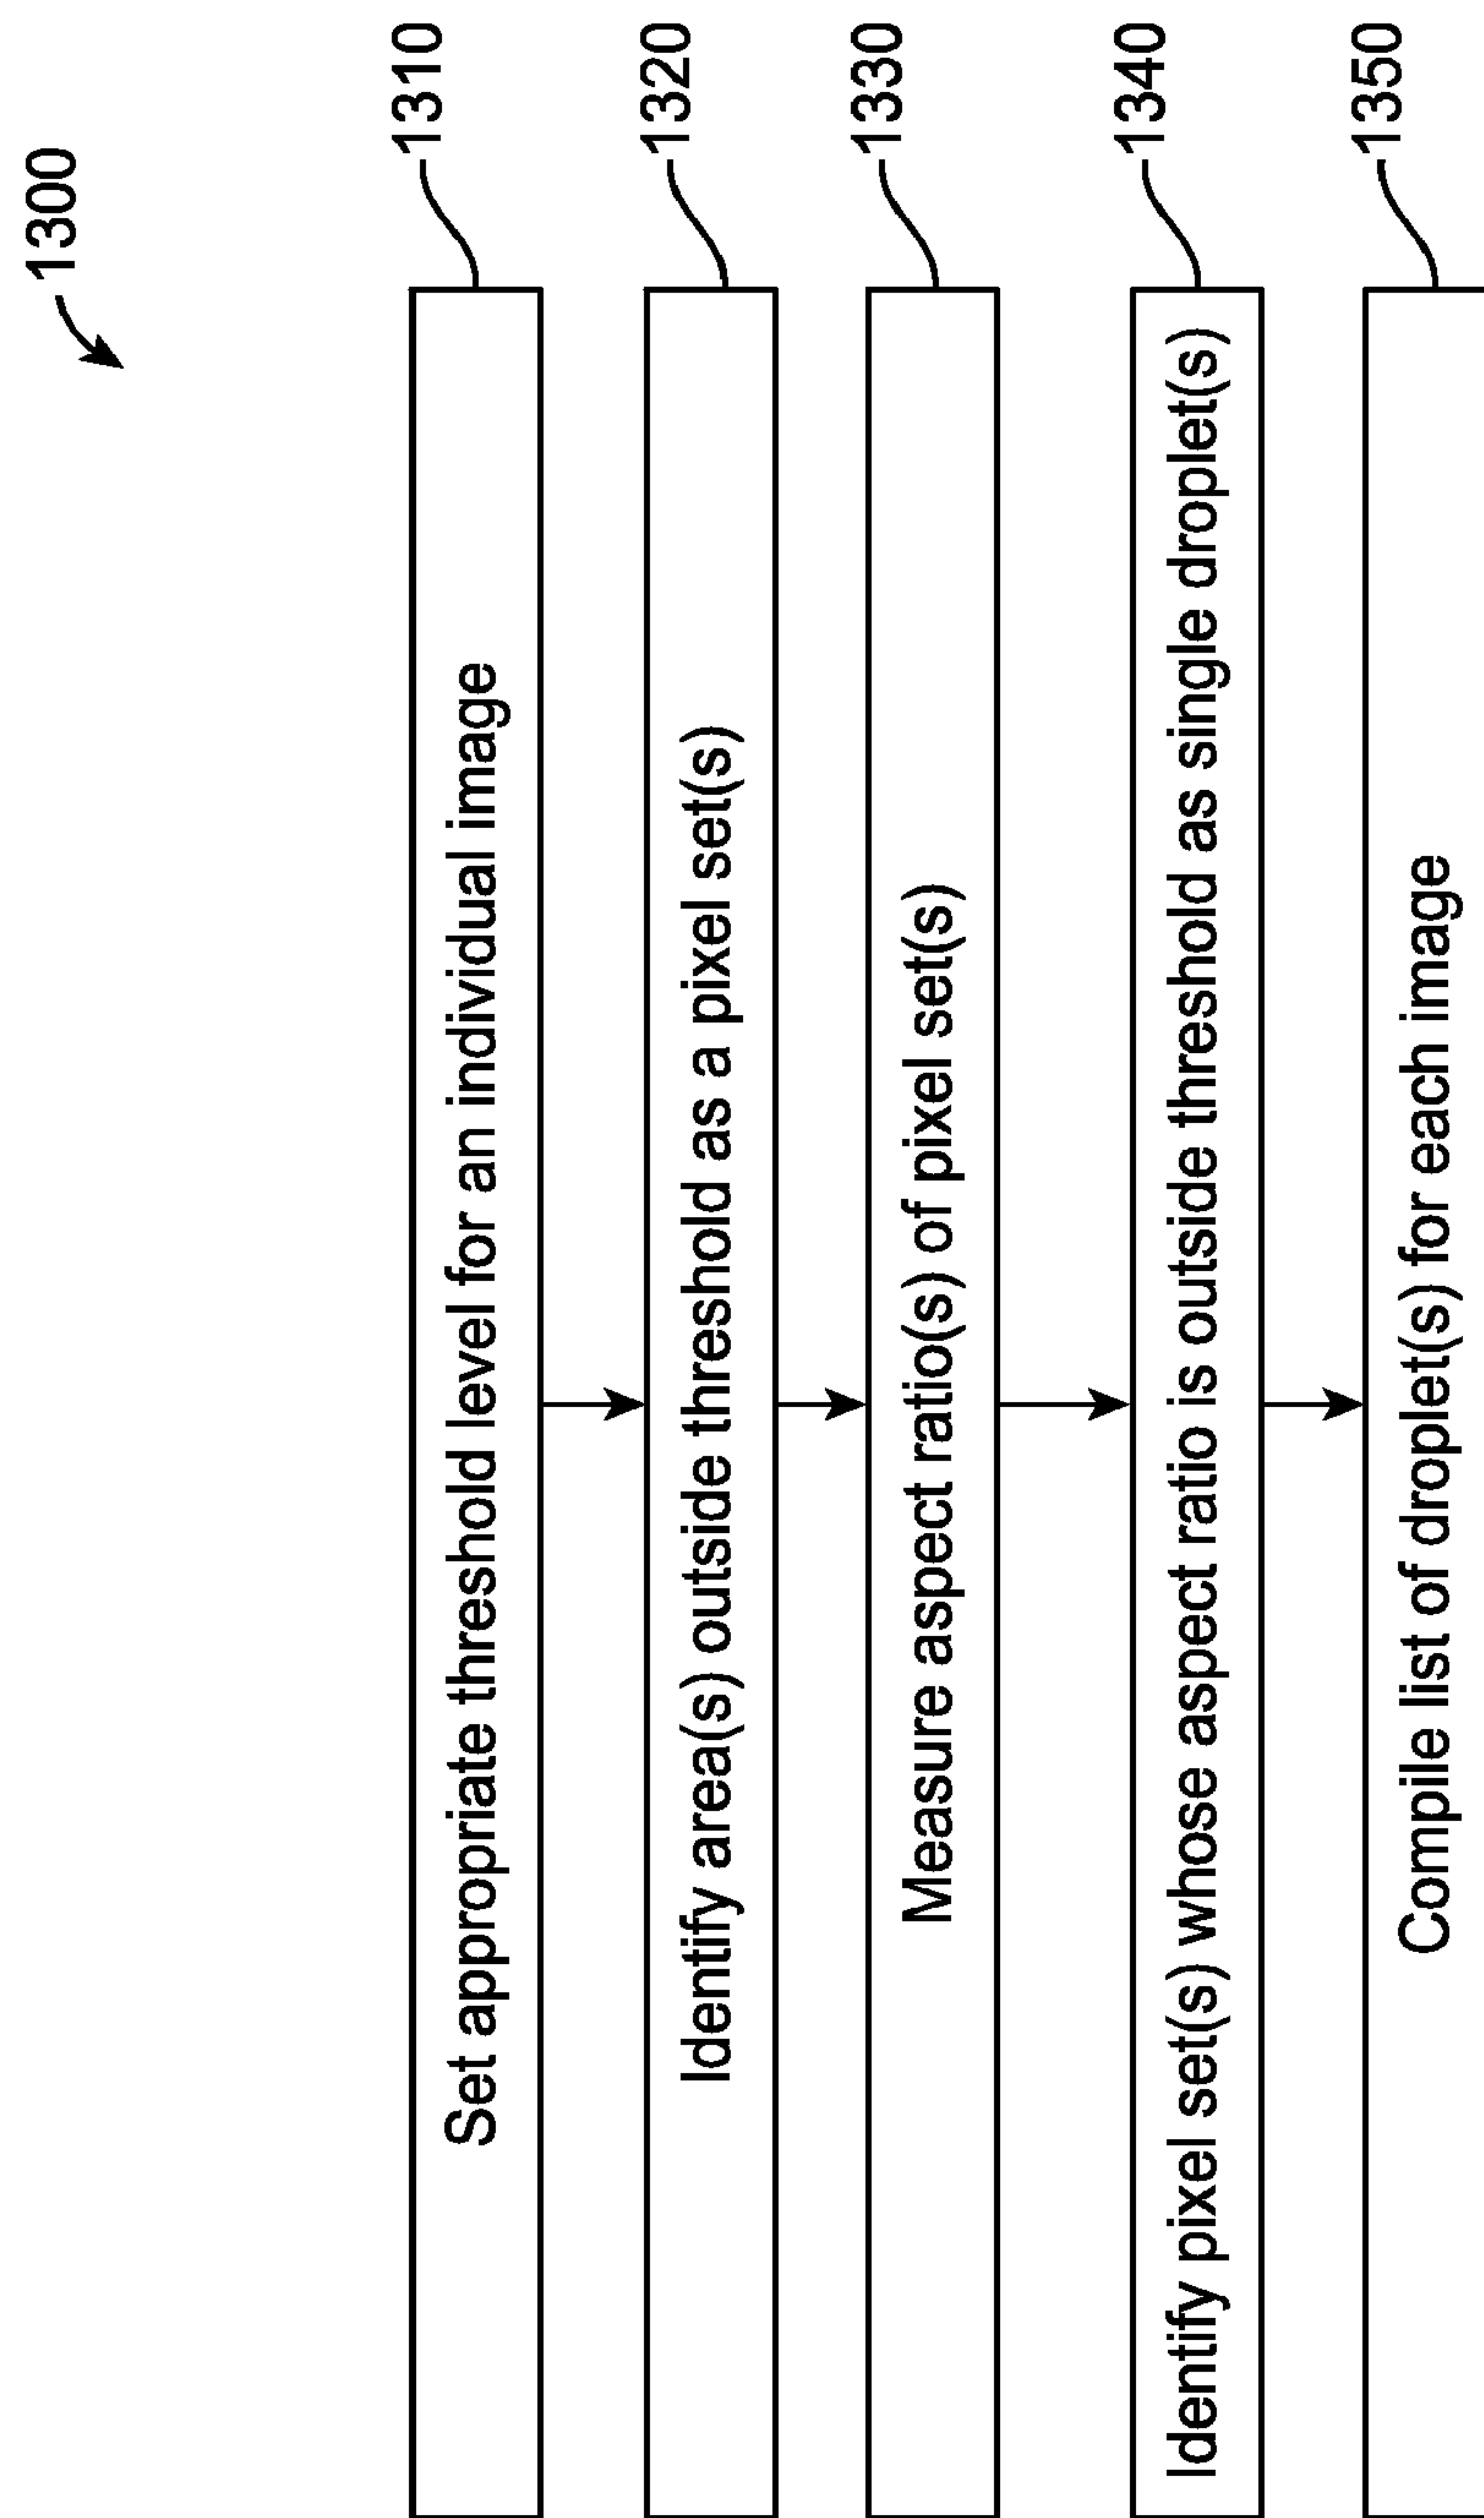 1300
Set appropriate threshold level for an individual image
1310
Identify area(s) outside threshold as a pixel set(s)
1320
Measure aspect ratio(s) of pixel set(s)
1330
Identify pixel set(s) whose aspect ratio is outside threshold as single droplet(s)
1340
Compile list of droplet(s) for each image
1350